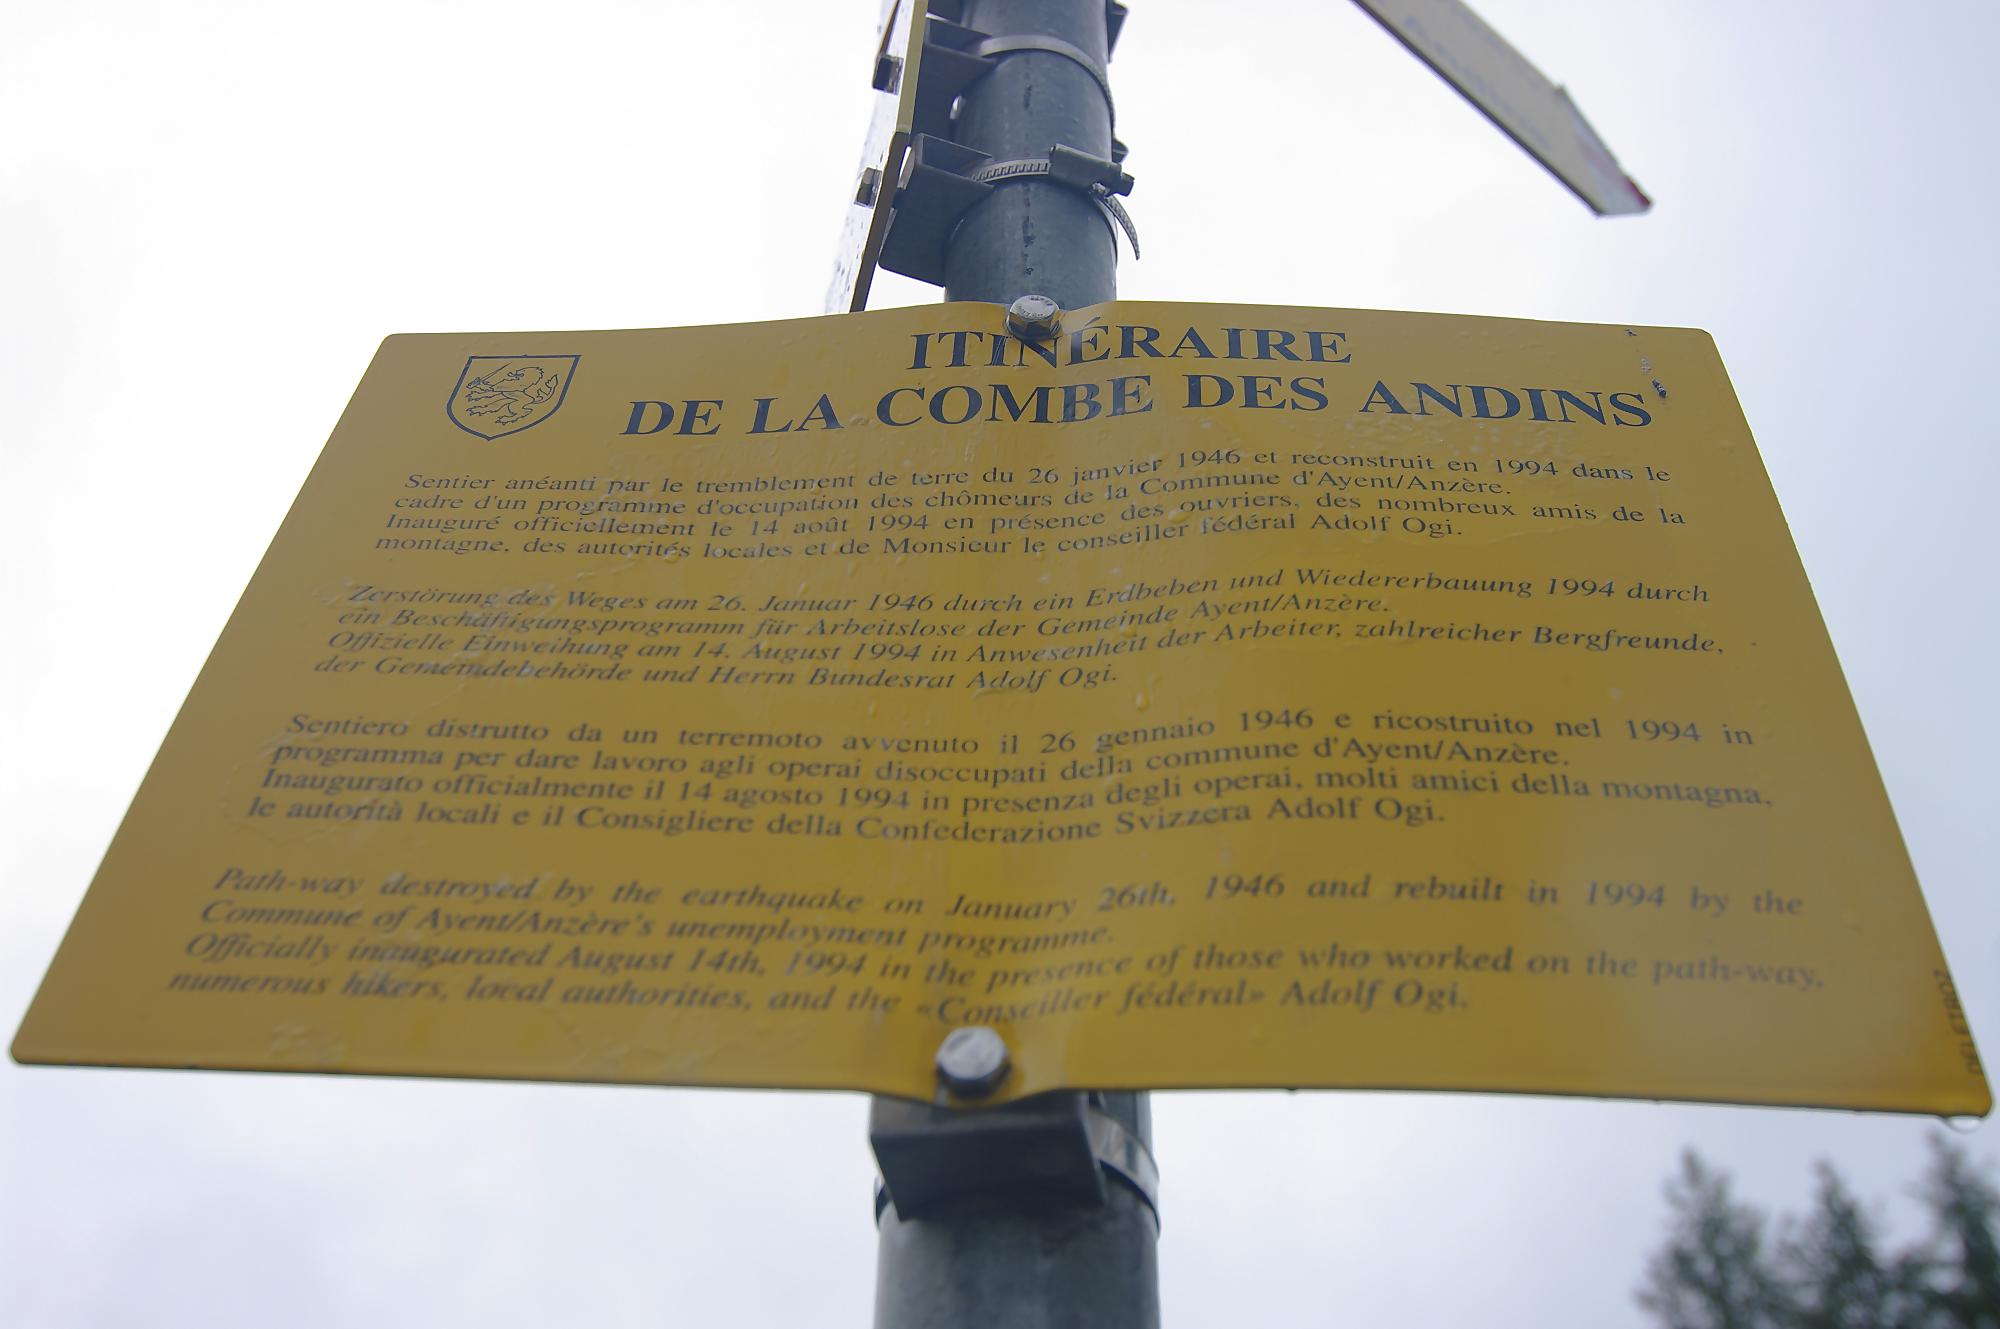 ITINÉRAIRE
DE LA COMBE DES ANDINS
Sentier anéanti par le tremblement de terre du 26 janvier 1946 et reconstruit en 1994 dans le
cadre d'un programme d'occupation des chômeurs de la Commune d'Ayent/Anzère.
Inauguré officiellement le 14 août 1994 en présence des ouvriers, des nombreux amis de la
montagne, des autorités locales et de Monsieur le conseiller fédéral Adolf Ogi.
Zerstörung des Weges am 26. Januar 1946 durch ein Erdbeben und Wiedererbauung 1994 durch
ein Beschäftigungsprogramm für Arbeitslose der Gemeinde Ayent/Anzère.
Offizielle Einweihung am 14. August 1994 in Anwesenheit der Arbeiter, zahlreicher Bergfreunde,
der Gemeindebehörde und Herrn Bundesrat Adolf Ogi.
Sentiero distrutto da un terremoto avvenuto il 26 gennaio 1946 e ricostruito nel 1994 in
programma per dare lavoro agli operai disoccupati della commune d'Ayent/Anzère.
Inaugurato officialmente il 14 agosto 1994 in presenza degli operai, molti amici della montagna,
le autorità locali e il Consigliere della Confederazione Svizzera Adolf Ogi.
Path-way destroyed by the earthquake on January 26th, 1946 and rebuilt in 1994 by the
Commune of Ayent/Anzère's unemployment programme.
Officially inaugurated August 14th, 1994 in the presence of those who worked on the path-way,
numerous hikers, local authorities, and the «Conseiller fédéral» Adolf Ogi.